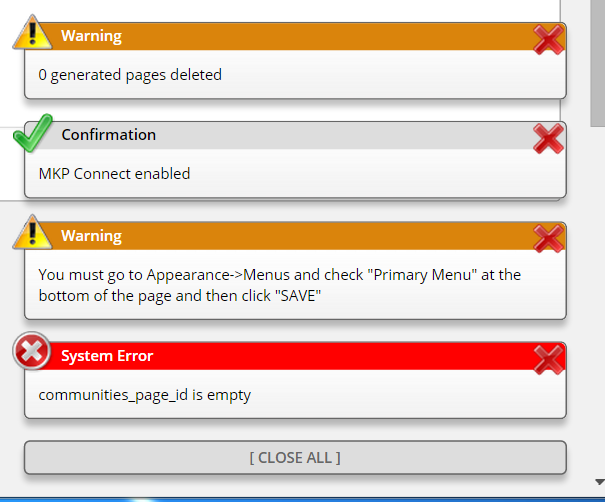 Warning
0 generated pages deleted
Confirmation
MKP Connect enabled
Warning
You must go to Appearance->Menus and check "Primary Menu" at the
bottom of the page and then click "SAVE"
System Error
communities_page_id is empty
[ CLOSE ALL ]